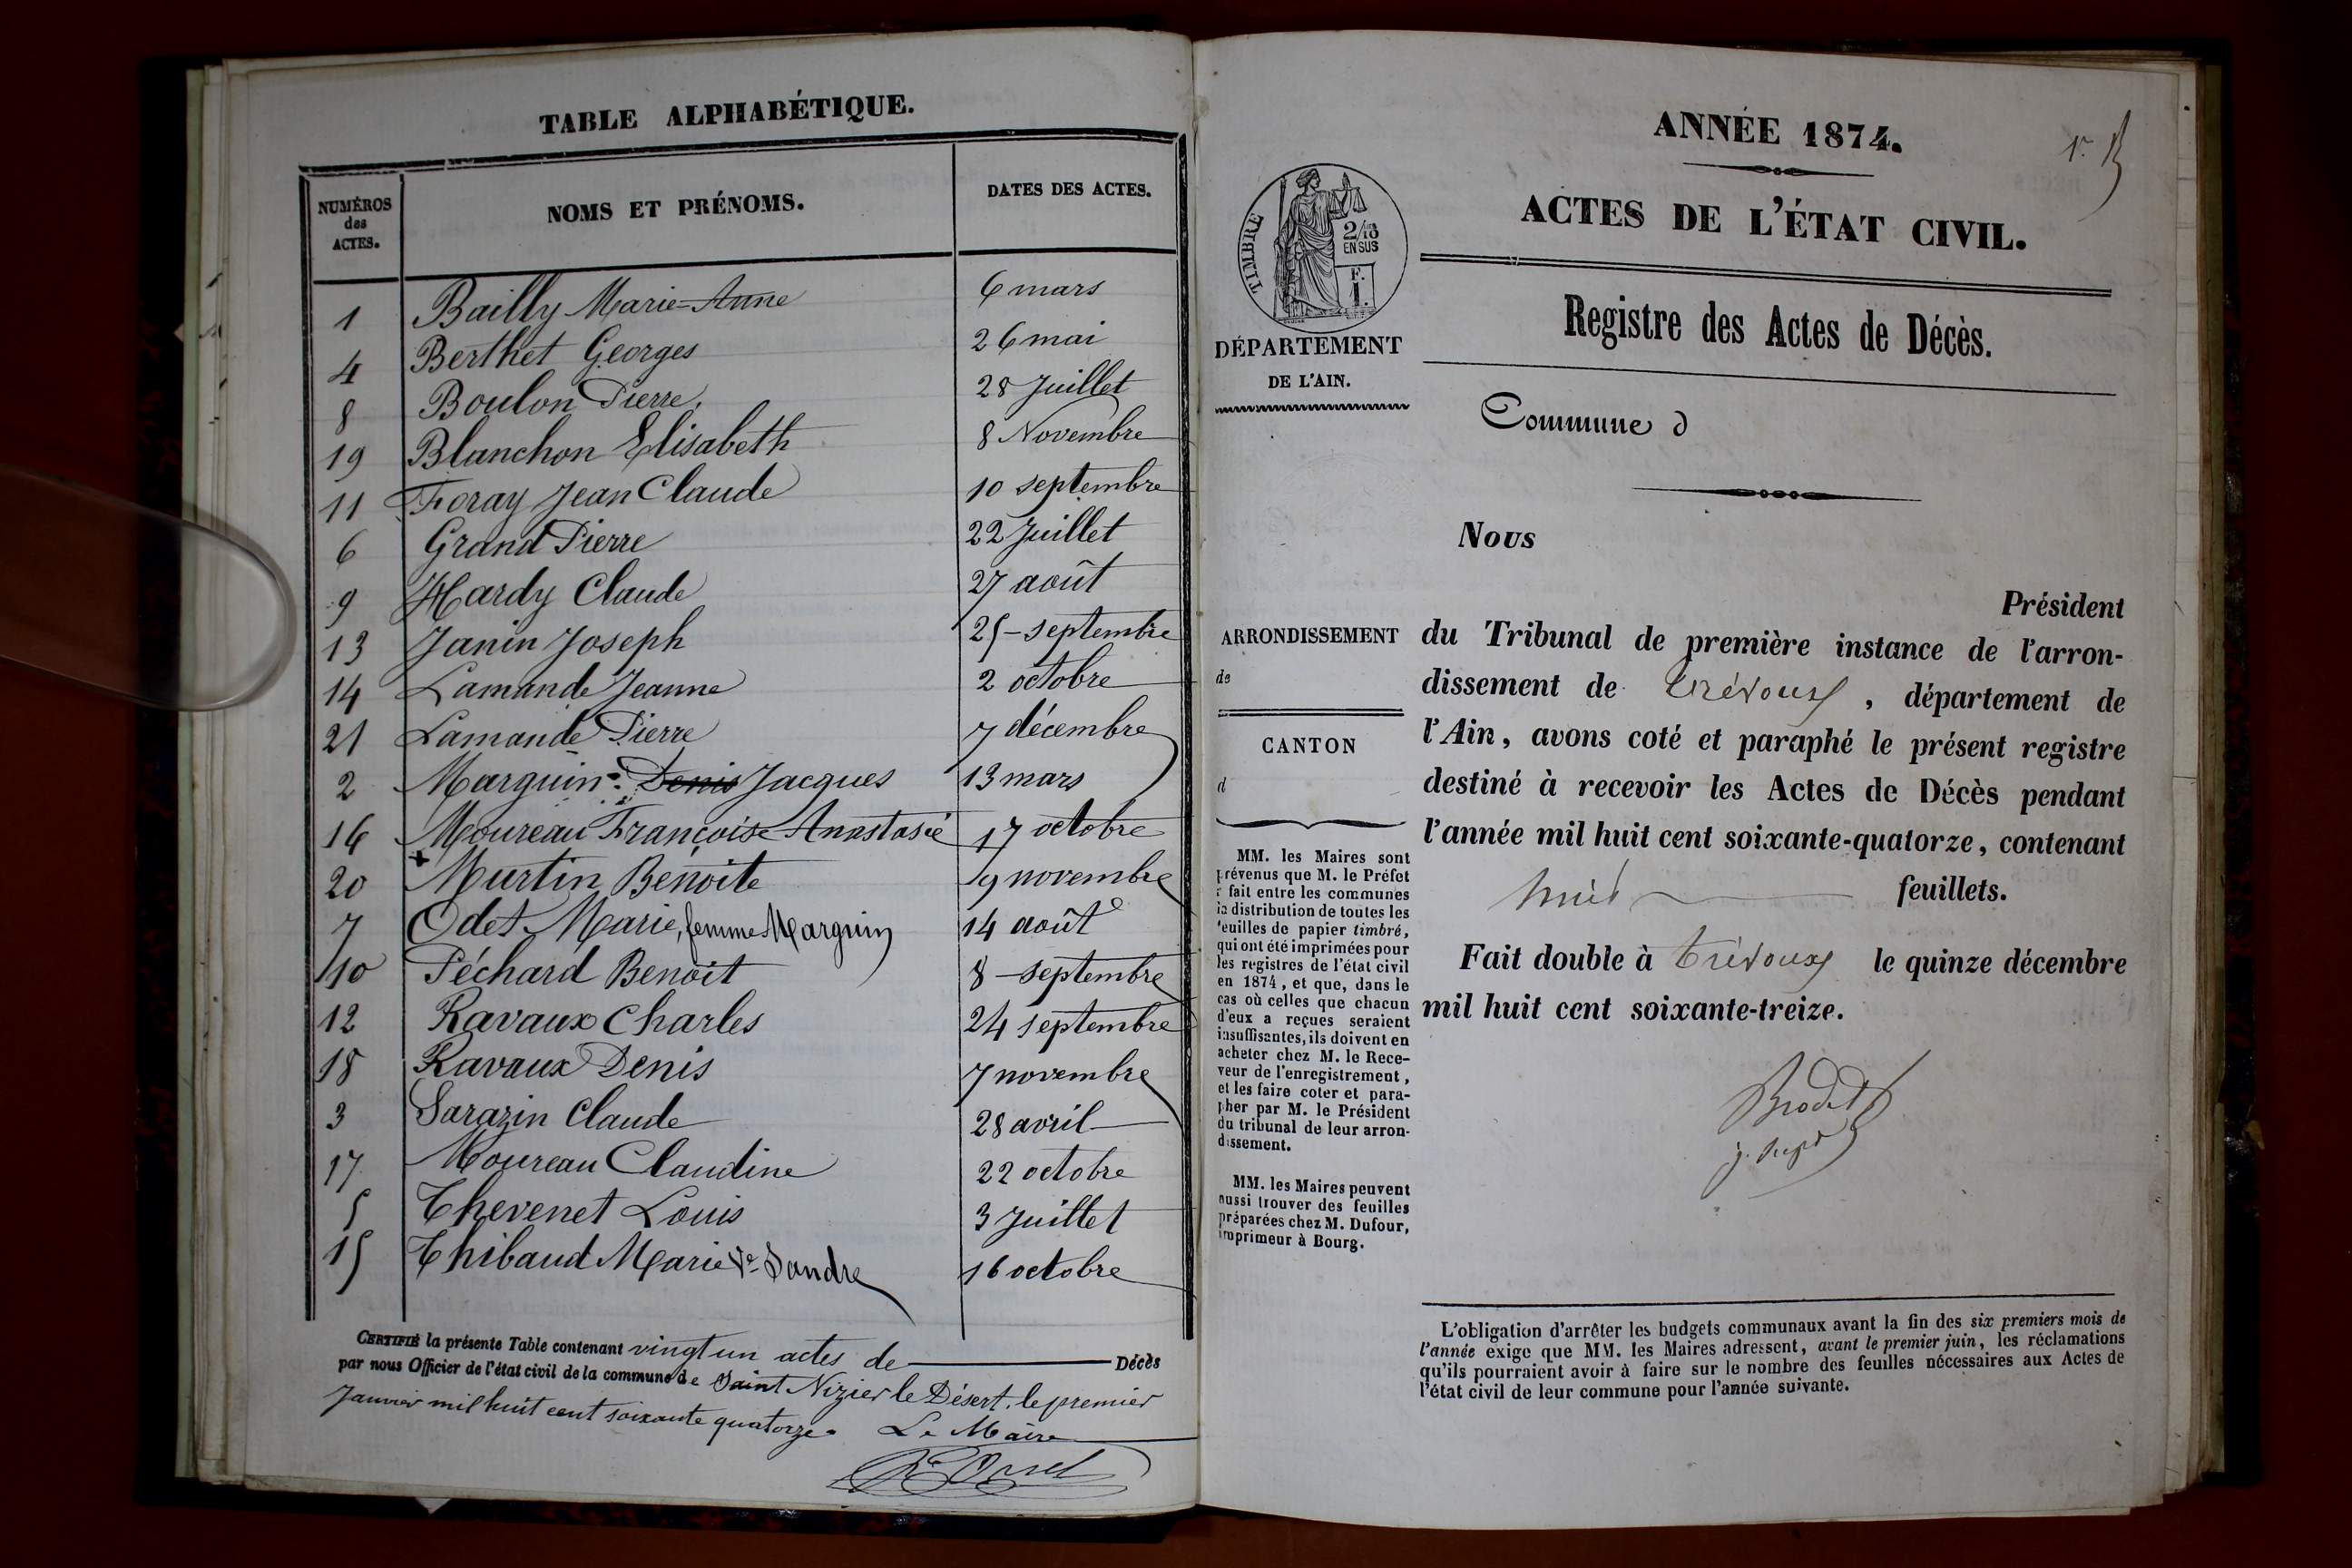 TABLE ALPHABÉTIQUE.
NUMÉROS des ACTES. NOMS ET PRÉNOMS. DATES DES ACTES.
1 Bailly Marie-Anne 6 mars
4 Berthet Georges 26 mai
8 Boulon Pierre. 28 Juillet
19 Blanchon Elisabeth 8 Novembre
11 Foray Jean Claude 10 septembre
6 Grand Pierre 22 Juillet
9 Hardy Claude 27 août
13 Janin Joseph 25 - septembre
14 Lamande Jeanne 2 octobre
21 Lamande Pierre 7 décembre
2 Marguin Denis Jacques 13 mars
16 Moureau Françoise Anastasie 17 octobre
20 Murtin Benoite 19 novembre
7 Odet Marie, femme Marguin 14 août
10 Péchard Benoit 8 - septembre
12 Ravaux Charles 24 septembre
18 Ravaux Denis 7 novembre
3 Sarazin Claude 28 avril
17 Moureau Claudine 22 octobre
5 Thevenet Louis 3 Juillet
15 Thibaud Marie Ve Sandre 16 octobre
CERTIFIÉ la présente Table contenant vingt un actes de Décès
par nous Officier de l'état civil de la commune de Saint Nizier le Désert, le premier
Janvier mil huit cent soixante quatorze. Le Maire
ANNÉE 1874.
ACTES DE L'ÉTAT CIVIL.
TIMBRE
2/10
EN SUS
F.
1.
Registre des Actes de Décès.
DÉPARTEMENT
DE L'AIN.
Commune d
Nous
Président
ARRONDISSEMENT
de
CANTON
d
du Tribunal de première instance de l'arron-
dissement de Trévoux, département de
l'Ain, avons coté et paraphé le présent registre
destiné à recevoir les Actes de Décès pendant
l'année mil huit cent soixante-quatorze, contenant
huit feuillets.
Fait double à Trévoux le quinze décembre
mil huit cent soixante-treize.
MM. les Maires sont
prévenus que M. le Préfet
a fait entre les communes
la distribution de toutes les
feuilles de papier timbré,
qui ont été imprimées pour
les registres de l'état civil
en 1874, et que, dans le
cas où celles que chacun
d'eux a reçues seraient
insuffisantes, ils doivent en
acheter chez M. le Rece-
veur de l'enregistrement,
et les faire coter et para-
pher par M. le Président
du tribunal de leur arron-
dissement.
MM. les Maires peuvent
aussi trouver des feuilles
préparées chez M. Dufour,
imprimeur à Bourg.
L'obligation d'arrêter les budgets communaux avant la fin des six premiers mois de
l'année exige que MM. les Maires adressent, avant le premier juin, les réclamations
qu'ils pourraient avoir à faire sur le nombre des feuilles nécessaires aux Actes de
l'état civil de leur commune pour l'année suivante.